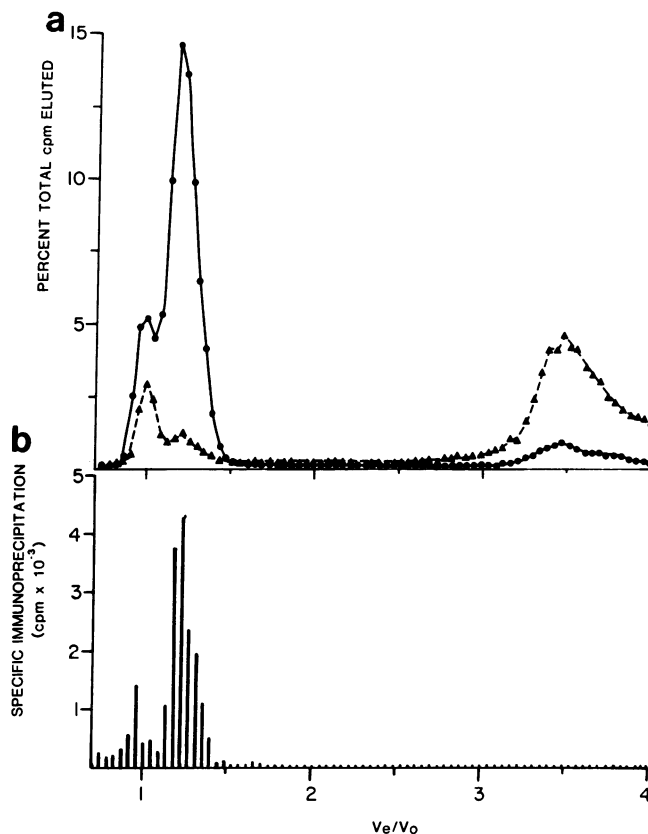 a
15
10
5
PERCENT TOTAL cpm ELUTED
b
5
4
3
2
1
SPECIFIC IMMUNOPRECIPITATION
(cpm x 10⁻³)
1
2
3
4
Ve/Vo